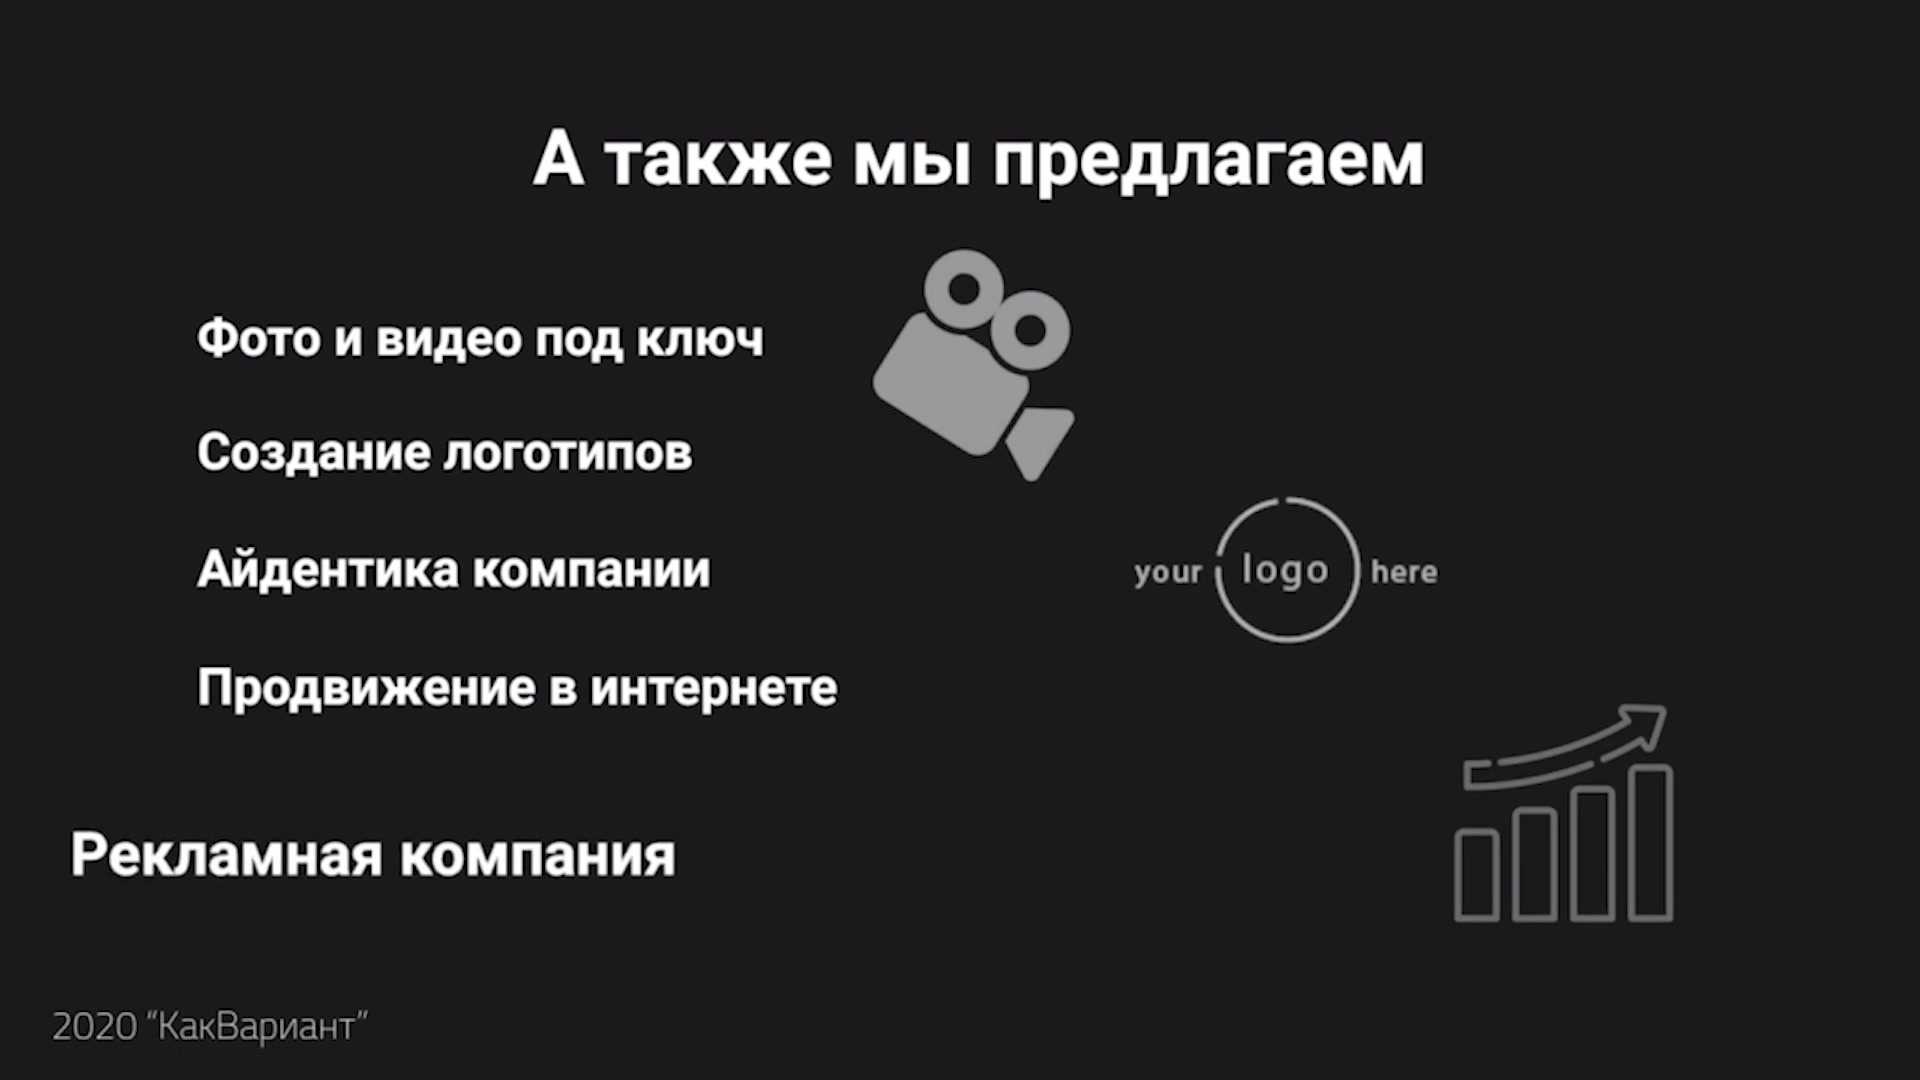 А также мы предлагаем
Фото и видео под ключ
Создание логотипов
Айдентика компании
your logo here
Продвижение в интернете
Рекламная компания
2020 “КакВариант”